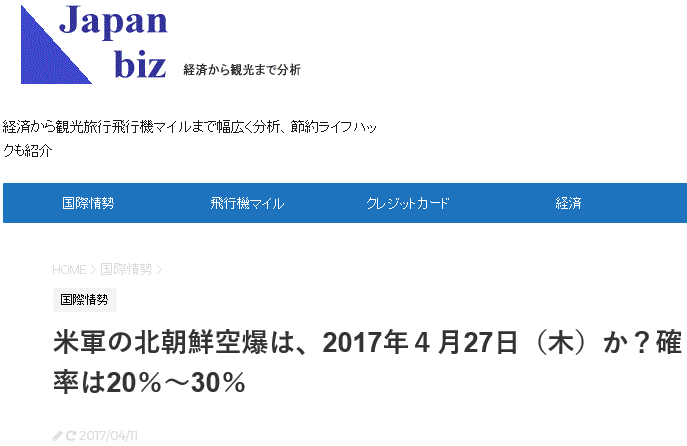 Japan
biz
経済から観光まで分析
経済から観光旅行飛行機マイルまで幅広く分析、節約ライフハッ
クも紹介
国際情勢 飛行機マイル クレジットカード 経済
HOME > 国際情勢 >
国際情勢
米軍の北朝鮮空爆は、2017年４月27日（木）か？確
率は20％〜30％
2017/04/11